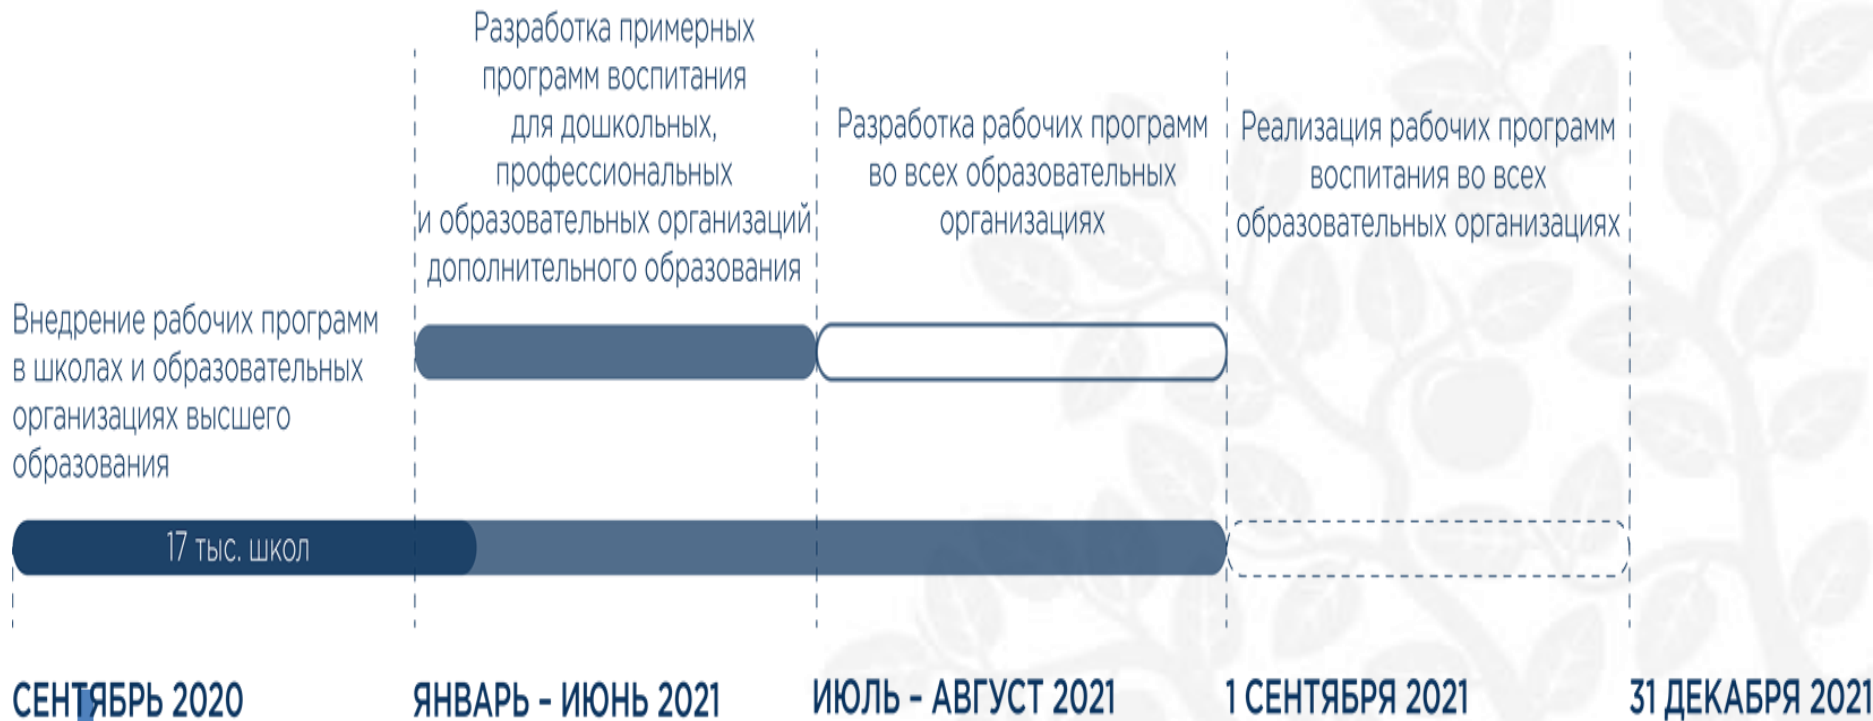 Разработка примерных
программ воспитания
для дошкольных,
профессиональных
и образовательных организаций
дополнительного образования
Разработка рабочих программ
во всех образовательных
организациях
Реализация рабочих программ
воспитания во всех
образовательных организациях
Внедрение рабочих программ
в школах и образовательных
организациях высшего
образования
17 тыс. школ
СЕНТЯБРЬ 2020
ЯНВАРЬ – ИЮНЬ 2021
ИЮЛЬ – АВГУСТ 2021
1 СЕНТЯБРЯ 2021
31 ДЕКАБРЯ 2021